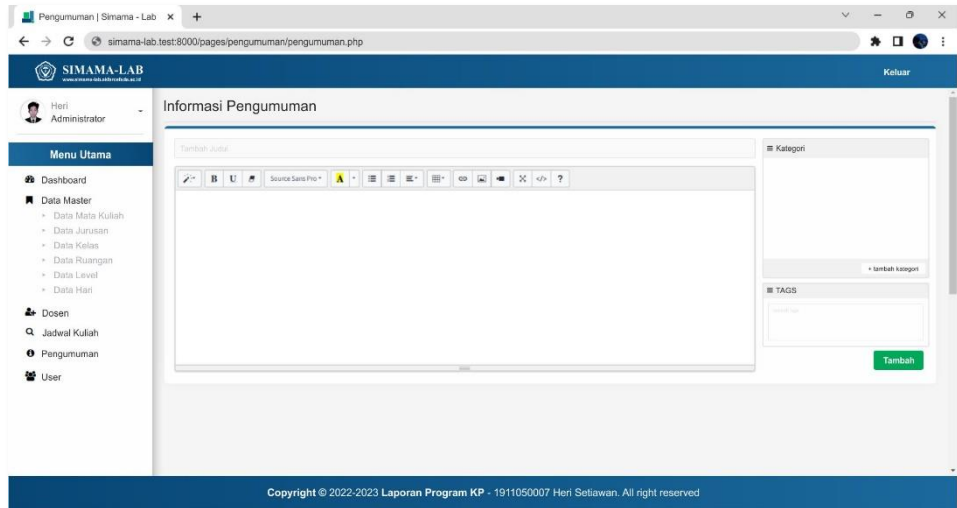 Pengumuman | Simama - Lab
simama-lab.test:8000/pages/pengumuman/pengumuman.php
SIMAMA-LAB
Keluar
Heri
Administrator
Informasi Pengumuman
Menu Utama
Dashboard
Data Master
Data Mata Kuliah
Data Jurusan
Data Kelas
Data Ruangan
Data Level
Data Hari
Dosen
Jadwal Kuliah
Pengumuman
User
Tambah Judul
B U Source Sans Pro A </> ?
Kategori
+ tambah kategori
TAGS
Tambah
Copyright © 2022-2023 Laporan Program KP - 1911050007 Heri Setiawan. All right reserved